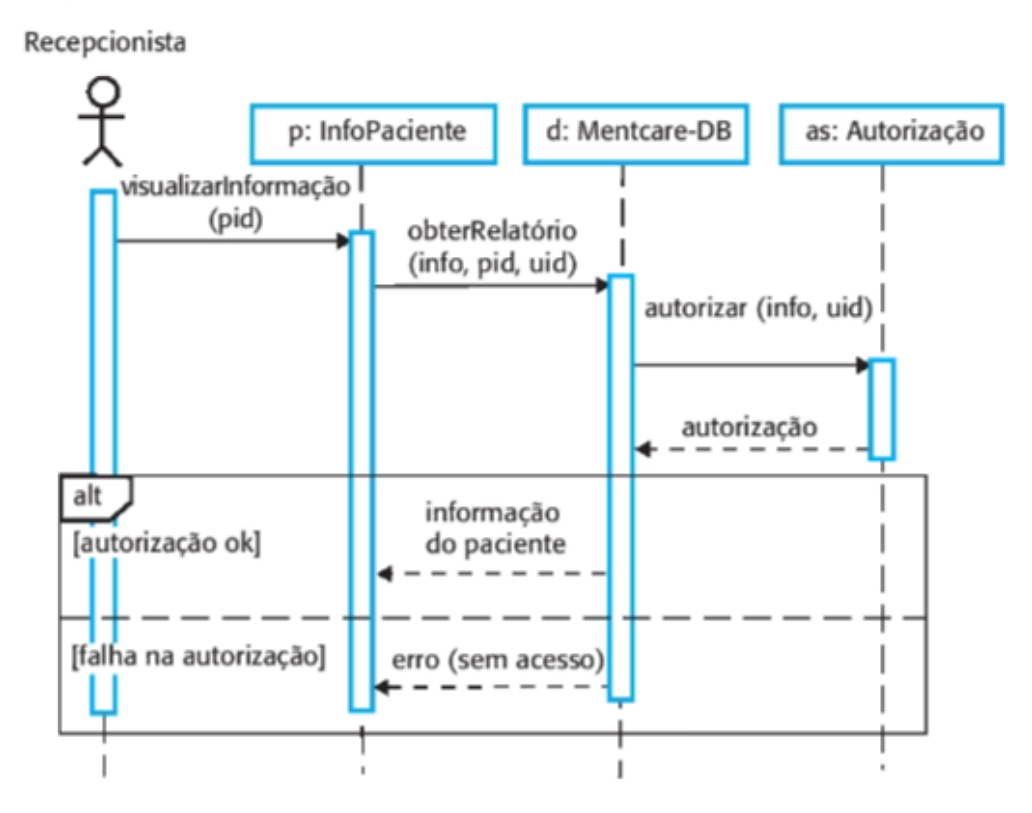 Recepcionista
p: InfoPaciente
d: Mentcare-DB
as: Autorização
visualizarInformação
(pid)
obterRelatório
(info, pid, uid)
autorizar (info, uid)
autorização
alt
[autorização ok]
informação
do paciente
[falha na autorização]
erro (sem acesso)